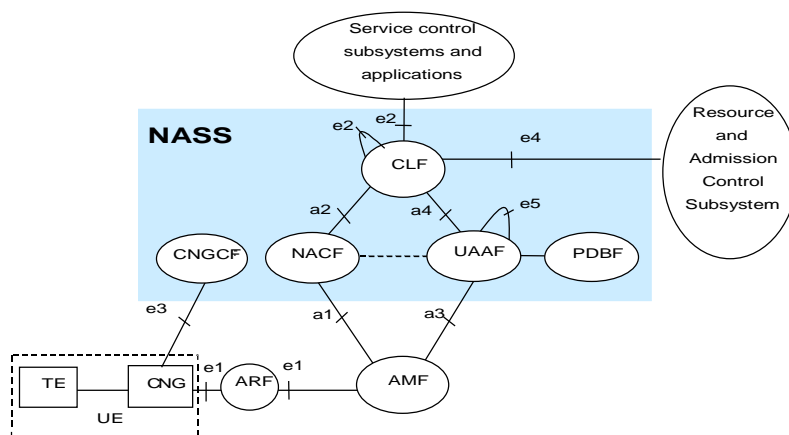 Service control
subsystems and
applications
e2
e2
NASS
Resource
and
Admission
Control
Subsystem
e4
CLF
a2
a4
e5
CNGCF
NACF
UAAF
PDBF
e3
a1
a3
TE
CNG
e1
ARF
e1
AMF
UE